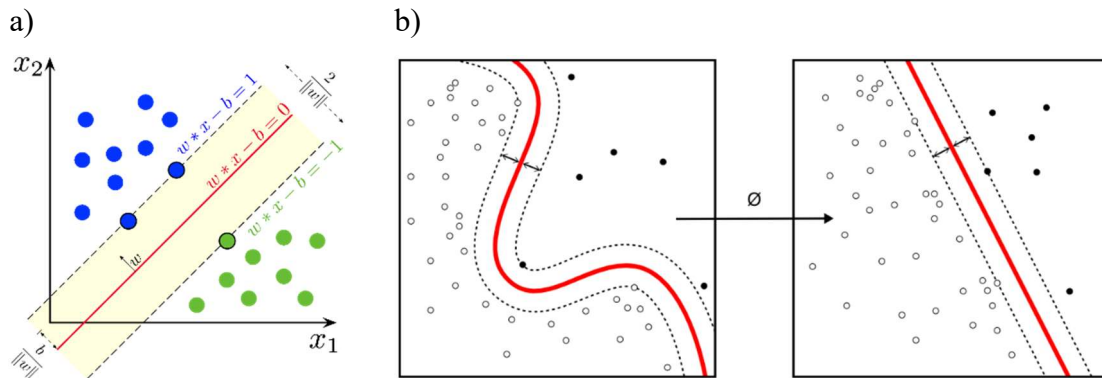 a)
b)
x₂
w * x − b = 1
2
‖w‖
w * x − b = 0
w * x − b = −1
w
b
‖w‖
x₁
Ø